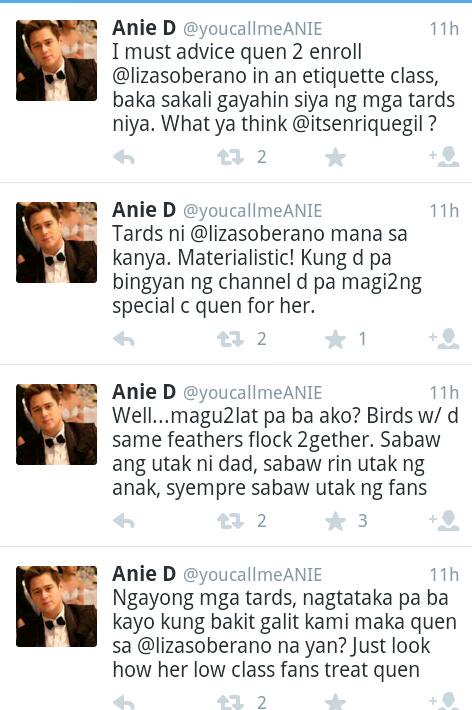 Anie D @youcallmeANIE 11h
I must advice quen 2 enroll
@lizasoberano in an etiquette class,
baka sakali gayahin siya ng mga tards
niya. What ya think @itsenriquegil ?
2
Anie D @youcallmeANIE 11h
Tards ni @lizasoberano mana sa
kanya. Materialistic! Kung d pa
bingyan ng channel d pa magi2ng
special c quen for her.
2 1
Anie D @youcallmeANIE 11h
Well...magu2lat pa ba ako? Birds w/ d
same feathers flock 2gether. Sabaw
ang utak ni dad, sabaw rin utak ng
anak, syempre sabaw utak ng fans
2 3
Anie D @youcallmeANIE 11h
Ngayong mga tards, nagtataka pa ba
kayo kung bakit galit kami maka quen
sa @lizasoberano na yan? Just look
how her low class fans treat quen
2